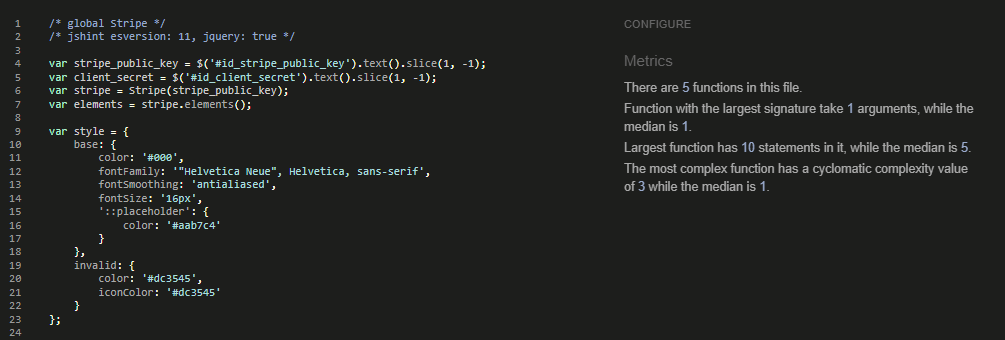 1 /* global Stripe */
2 /* jshint esversion: 11, jquery: true */
3
4 var stripe_public_key = $('#id_stripe_public_key').text().slice(1, -1);
5 var client_secret = $('#id_client_secret').text().slice(1, -1);
6 var stripe = Stripe(stripe_public_key);
7 var elements = stripe.elements();
8
9 var style = {
10     base: {
11         color: '#000',
12         fontFamily: '"Helvetica Neue", Helvetica, sans-serif',
13         fontSmoothing: 'antialiased',
14         fontSize: '16px',
15         '::placeholder': {
16             color: '#aab7c4'
17         }
18     },
19     invalid: {
20         color: '#dc3545',
21         iconColor: '#dc3545'
22     }
23 };
24
CONFIGURE
Metrics
There are 5 functions in this file.
Function with the largest signature take 1 arguments, while the
median is 1.
Largest function has 10 statements in it, while the median is 5.
The most complex function has a cyclomatic complexity value
of 3 while the median is 1.